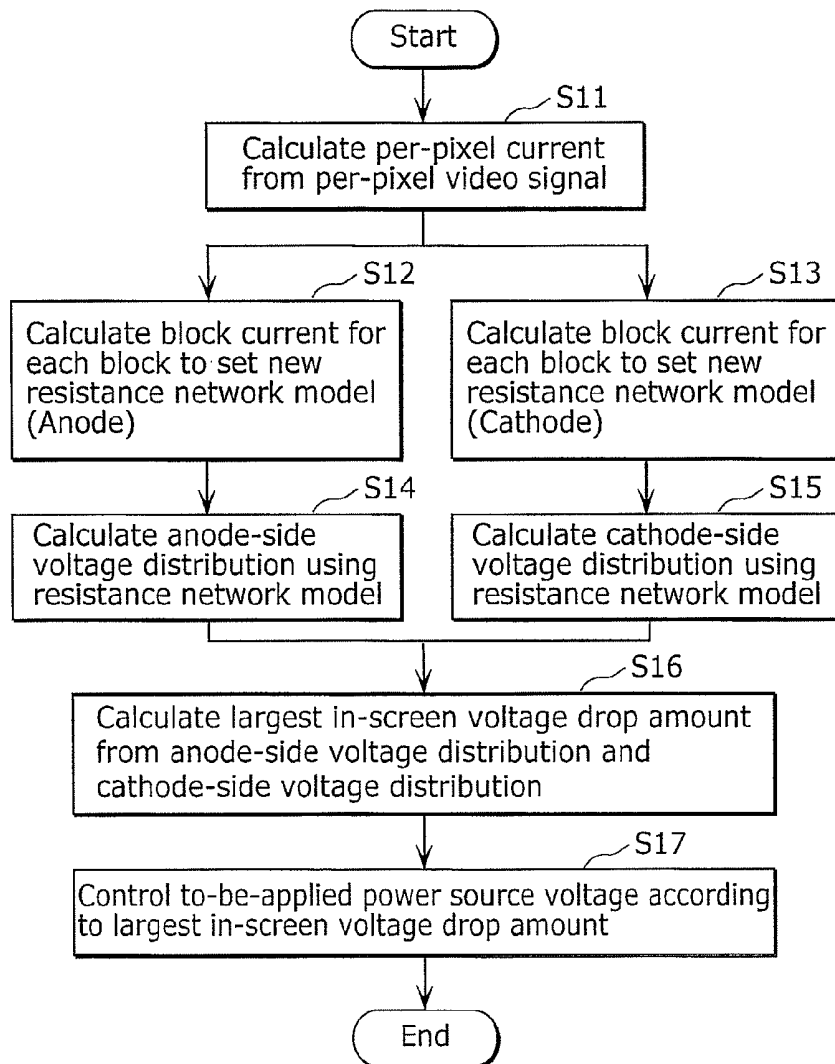 Start
S11
Calculate per-pixel current
from per-pixel video signal
S12
Calculate block current for
each block to set new
resistance network model
(Anode)
S13
Calculate block current for
each block to set new
resistance network model
(Cathode)
S14
Calculate anode-side
voltage distribution using
resistance network model
S15
Calculate cathode-side
voltage distribution using
resistance network model
S16
Calculate largest in-screen voltage drop amount
from anode-side voltage distribution and
cathode-side voltage distribution
S17
Control to-be-applied power source voltage according
to largest in-screen voltage drop amount
End